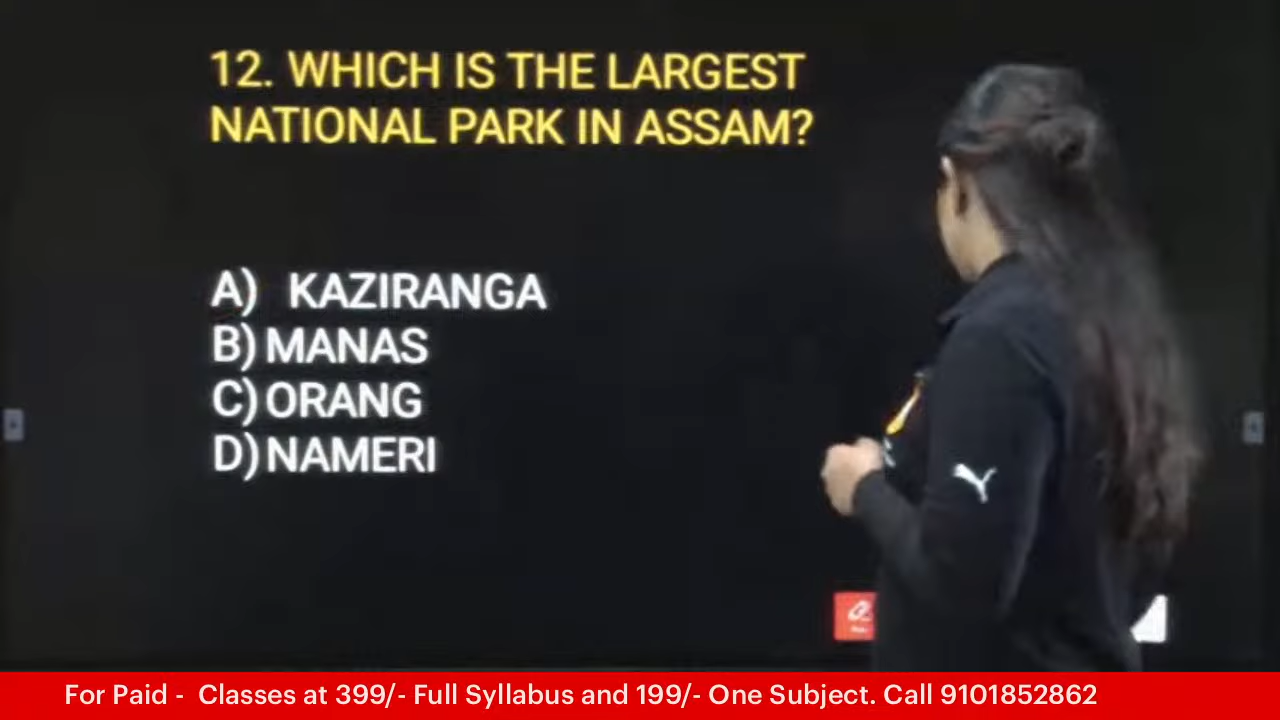 12. WHICH IS THE LARGEST
NATIONAL PARK IN ASSAM?
A) KAZIRANGA
B) MANAS
C) ORANG
D) NAMERI
For Paid - Classes at 399/- Full Syllabus and 199/- One Subject. Call 9101852862